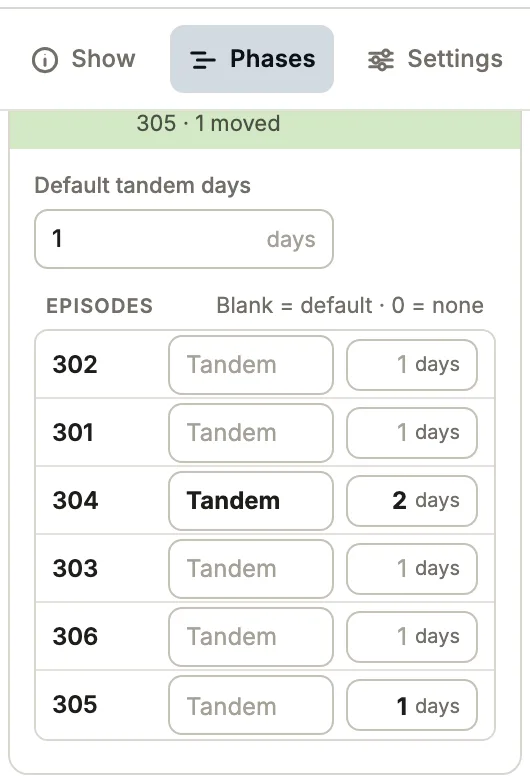 Show Phases Settings
305 · 1 moved
Default tandem days
1 days
EPISODES Blank = default · 0 = none
302 Tandem 1 days
301 Tandem 1 days
304 Tandem 2 days
303 Tandem 1 days
306 Tandem 1 days
305 Tandem 1 days